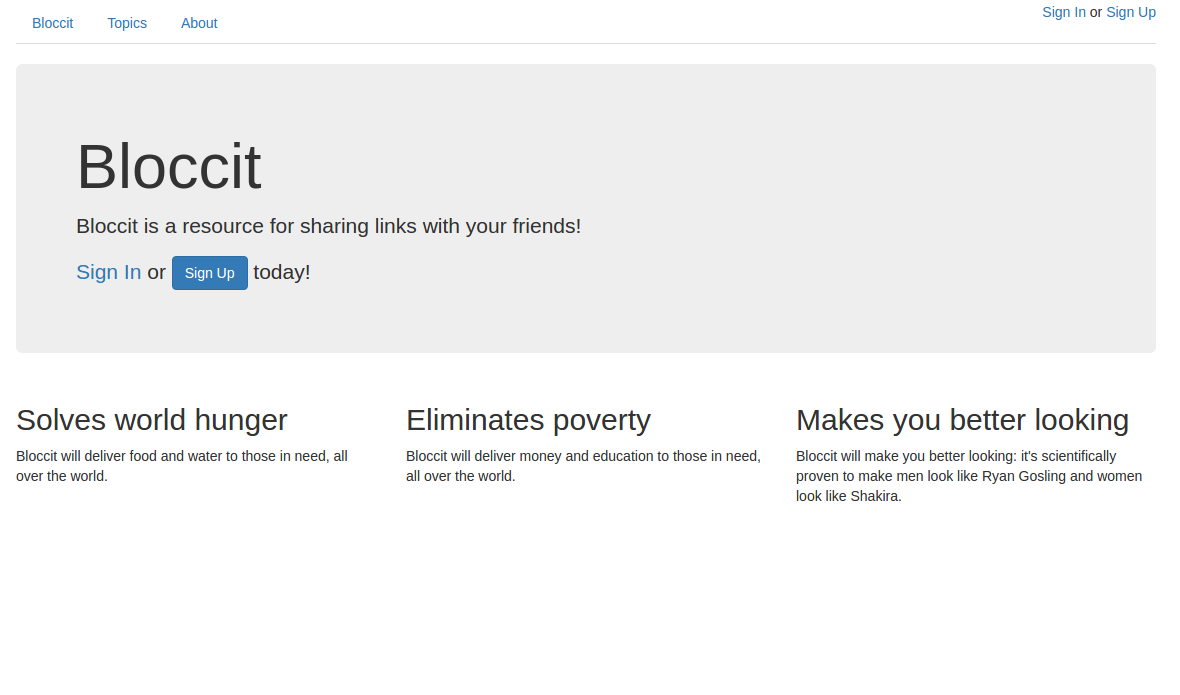 Bloccit Topics About Sign In or Sign Up
Bloccit
Bloccit is a resource for sharing links with your friends!
Sign In or Sign Up today!
Solves world hunger
Bloccit will deliver food and water to those in need, all
over the world.
Eliminates poverty
Bloccit will deliver money and education to those in need,
all over the world.
Makes you better looking
Bloccit will make you better looking: it's scientifically
proven to make men look like Ryan Gosling and women
look like Shakira.